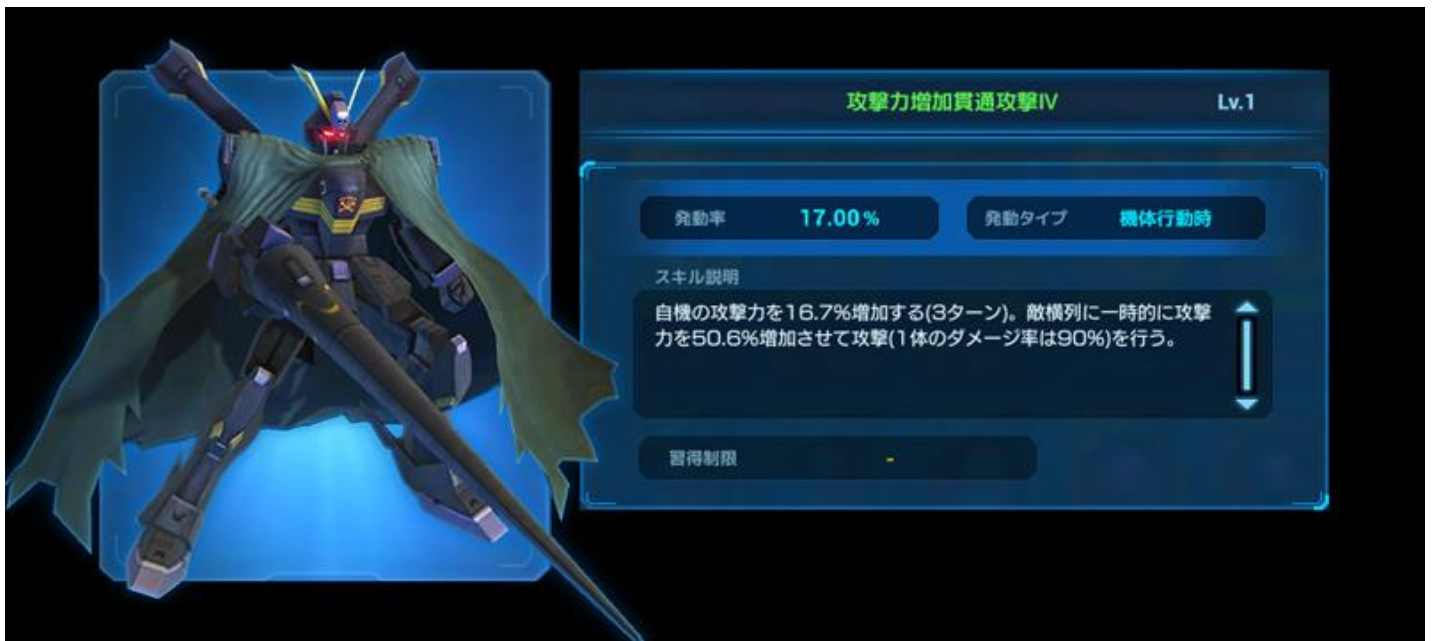 攻撃力増加貫通攻撃Ⅳ Lv.1
発動率 17.00% 発動タイプ 機体行動時
スキル説明
自機の攻撃力を16.7%増加する(3ターン)。敵横列に一時的に攻撃
力を50.6%増加させて攻撃(1体のダメージ率は90%)を行う。
習得制限 -